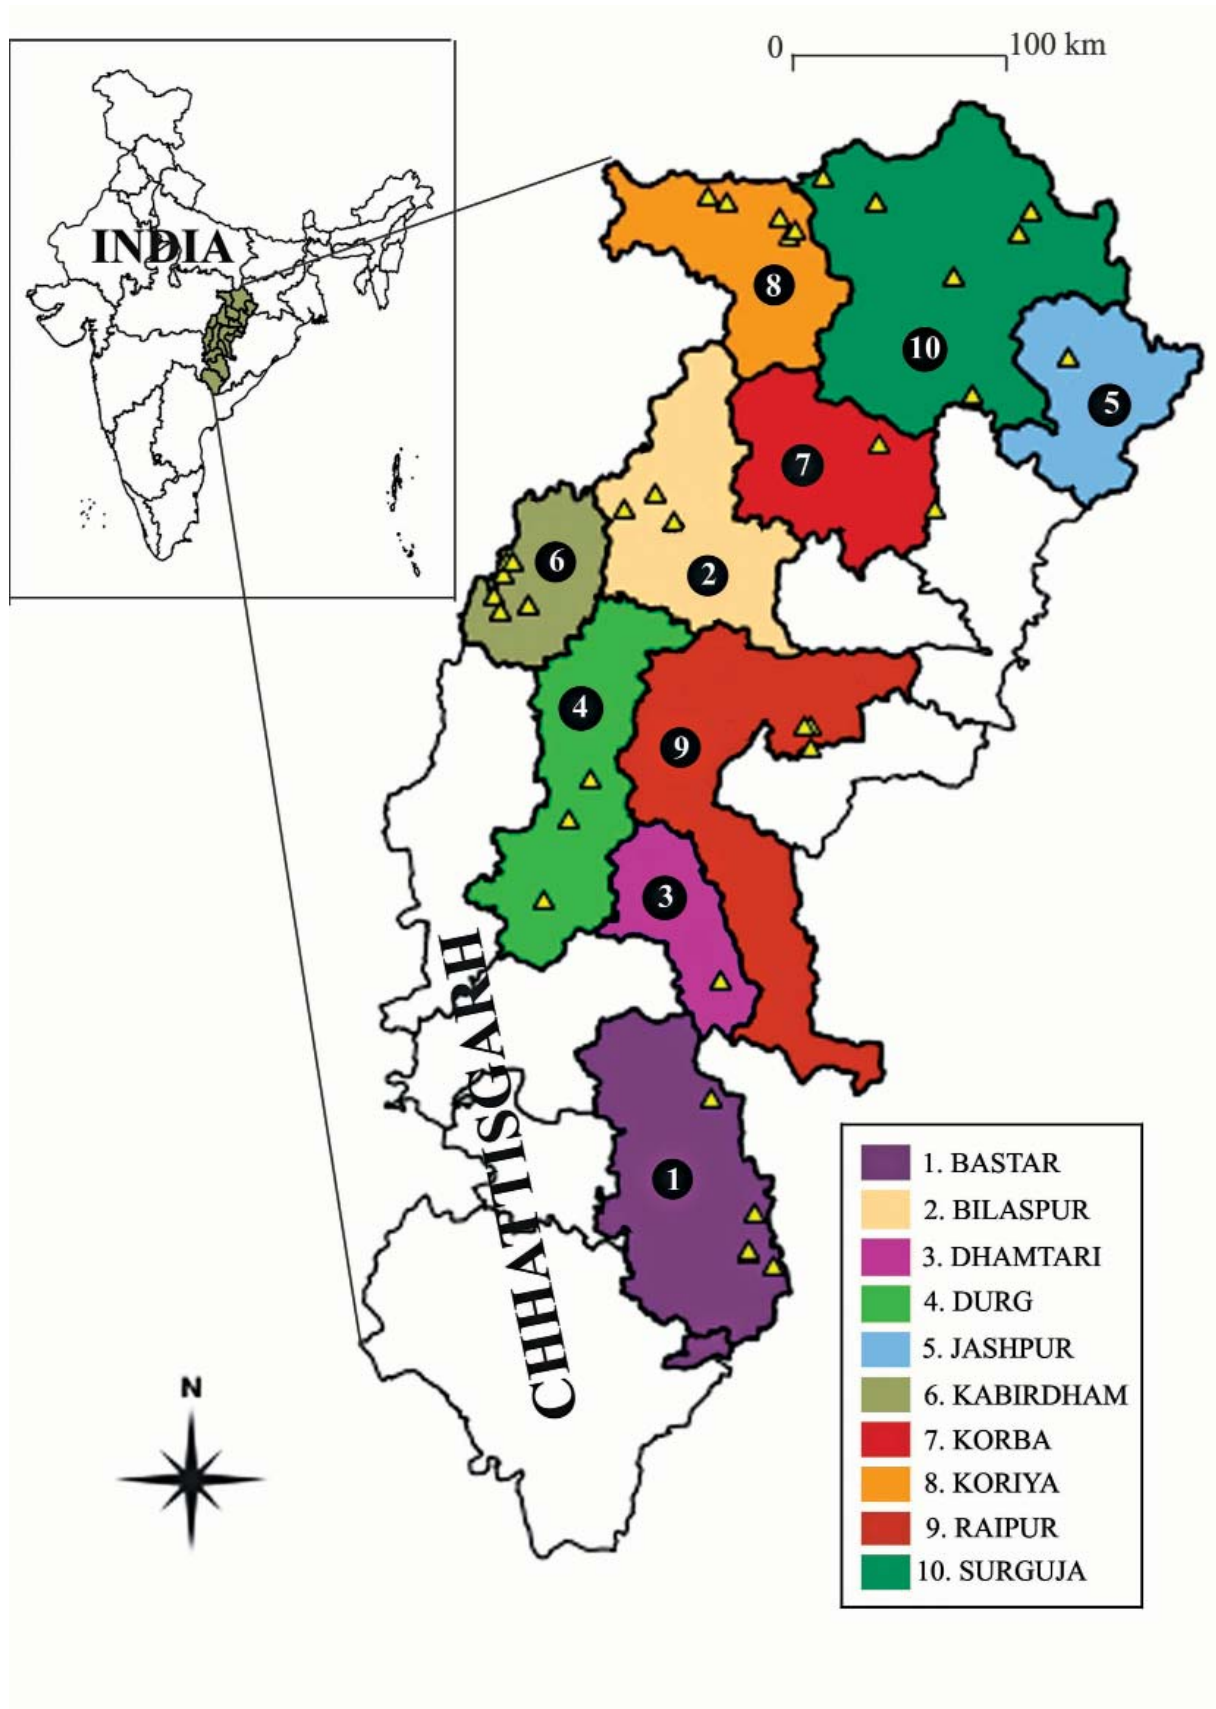 0 100 km
INDIA
8
10
5
7
6
2
4
9
3
1
CHHATTISGARH
N
1. BASTAR
2. BILASPUR
3. DHAMTARI
4. DURG
5. JASHPUR
6. KABIRDHAM
7. KORBA
8. KORIYA
9. RAIPUR
10. SURGUJA